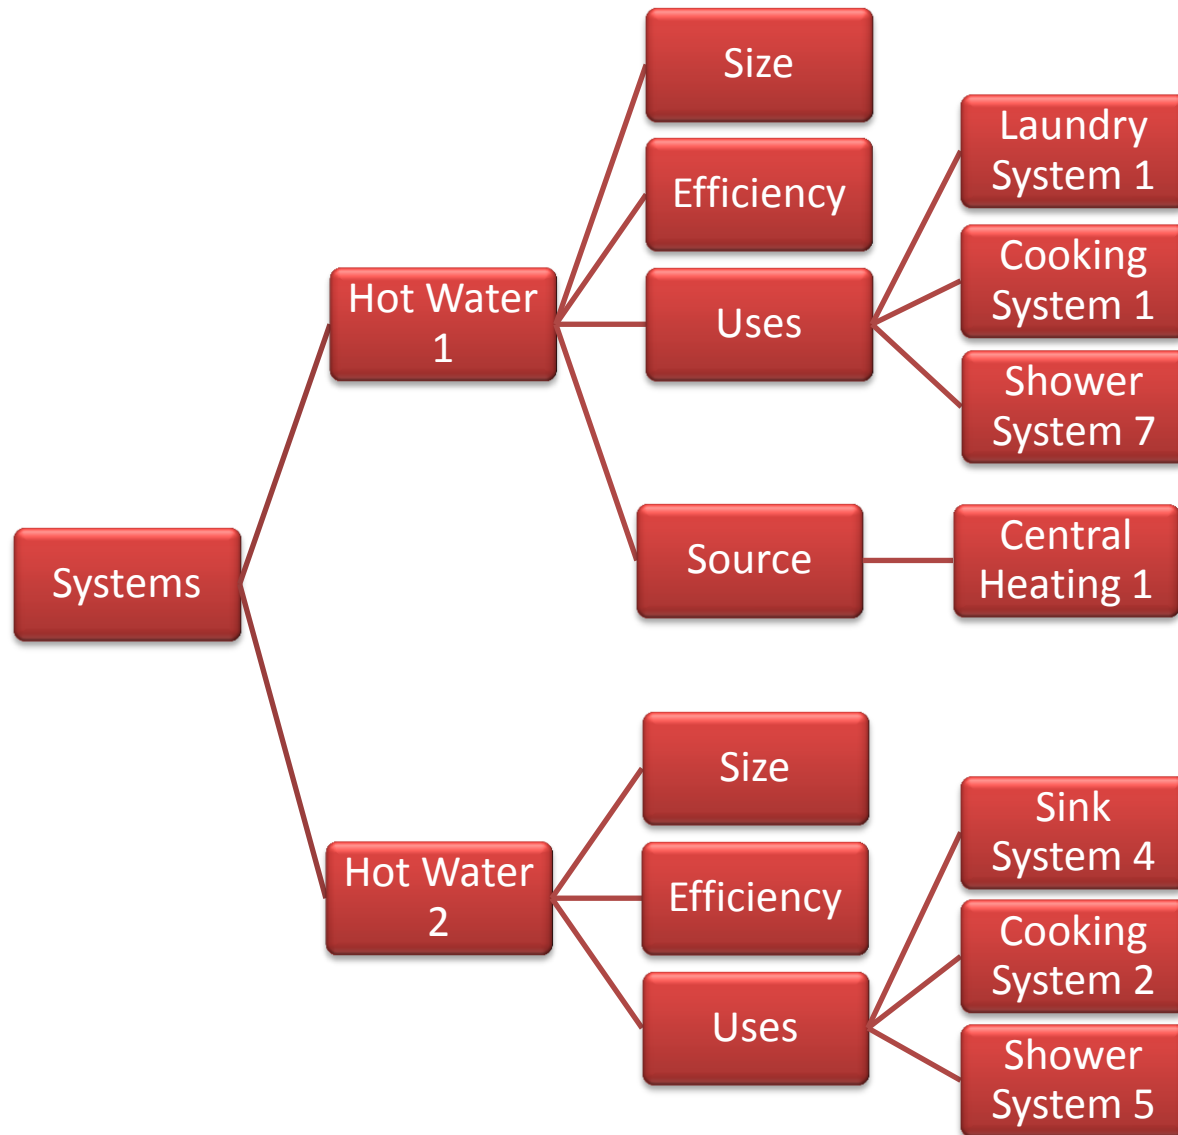 Size
Efficiency
Laundry
System 1
Hot Water
1
Uses
Cooking
System 1
Shower
System 7
Systems
Source
Central
Heating 1
Size
Hot Water
2
Efficiency
Sink
System 4
Uses
Cooking
System 2
Shower
System 5